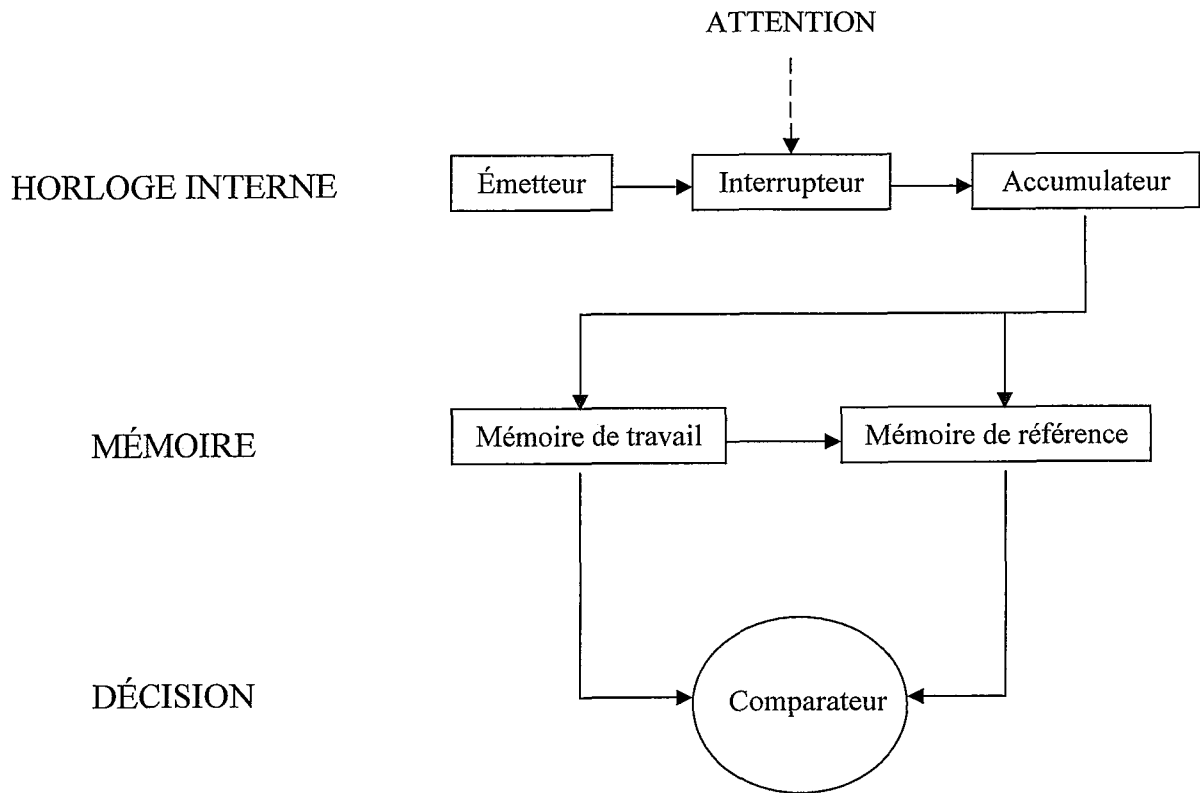 ATTENTION
HORLOGE INTERNE
Émetteur
Interrupteur
Accumulateur
MÉMOIRE
Mémoire de travail
Mémoire de référence
DÉCISION
Comparateur